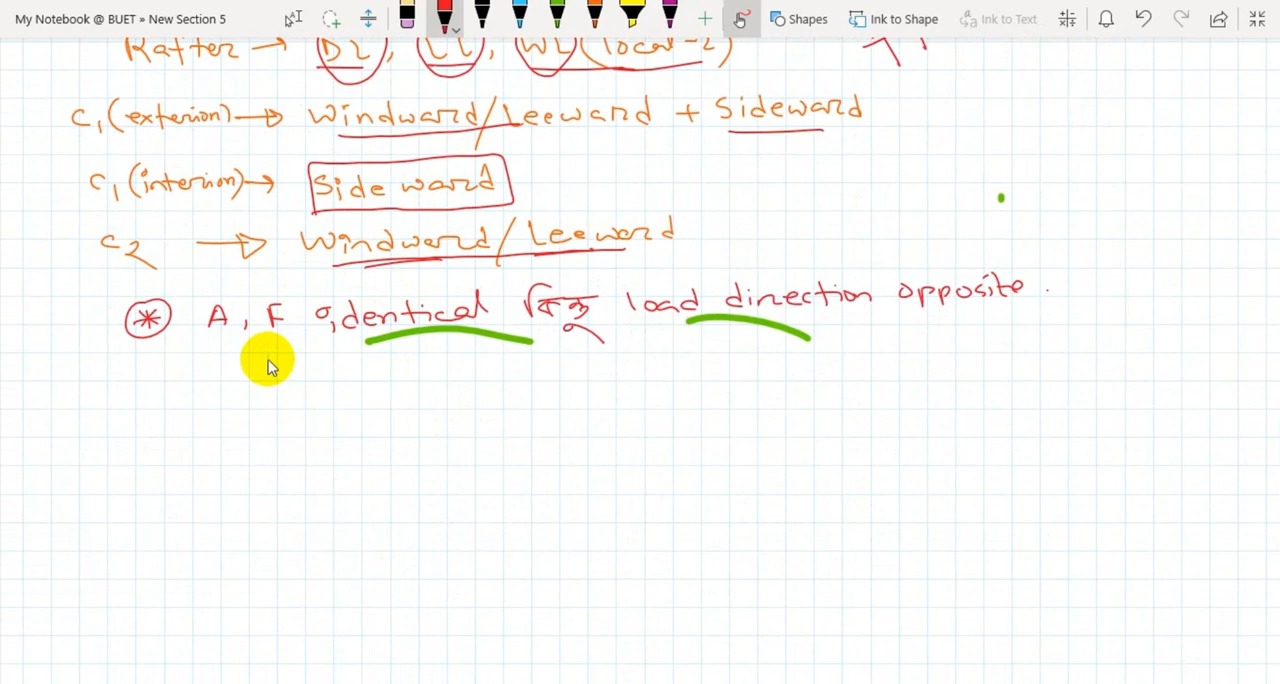 My Notebook @ BUET » New Section 5
Shapes
Ink to Shape
Ink to Text
Rafter → DL, LL, WL (local-2)
C1 (exterior) → Windward/Leeward + Sideward
C1 (interior) → Side ward
C2 → Windward/Leeward
* A, F identical কিন্তু load direction opposite.